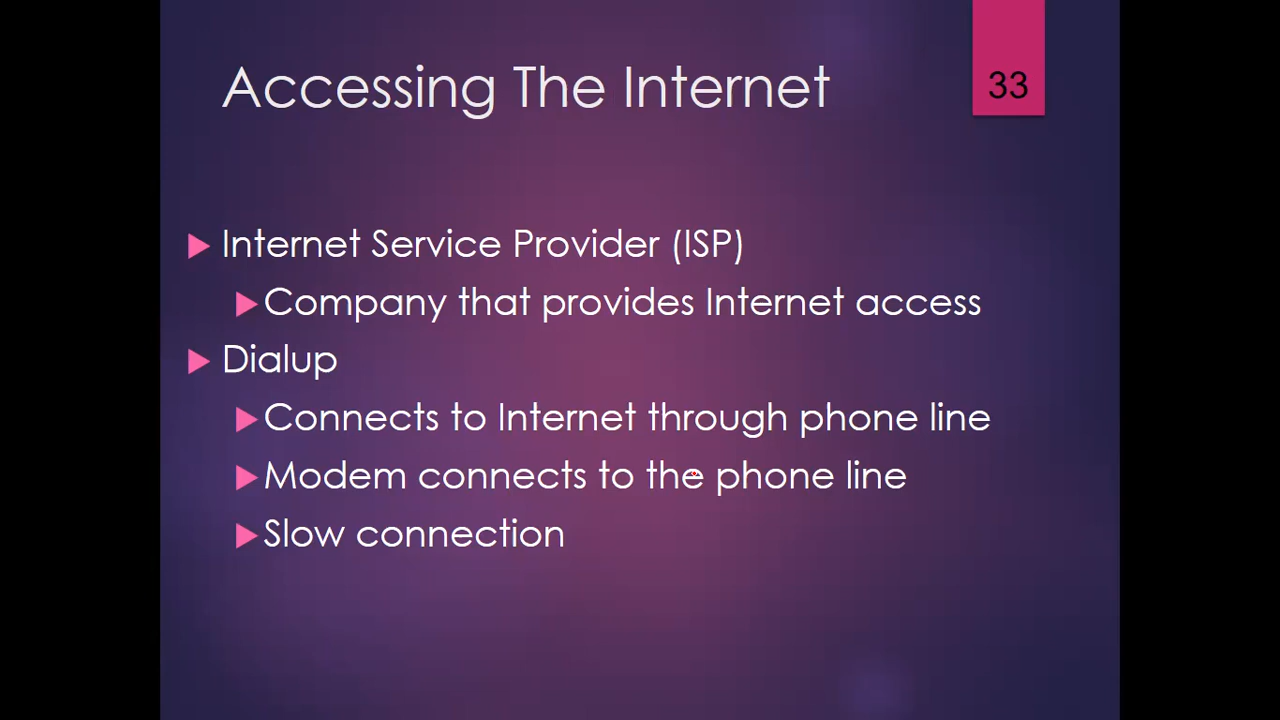 Accessing The Internet
33
Internet Service Provider (ISP)
Company that provides Internet access
Dialup
Connects to Internet through phone line
Modem connects to the phone line
Slow connection